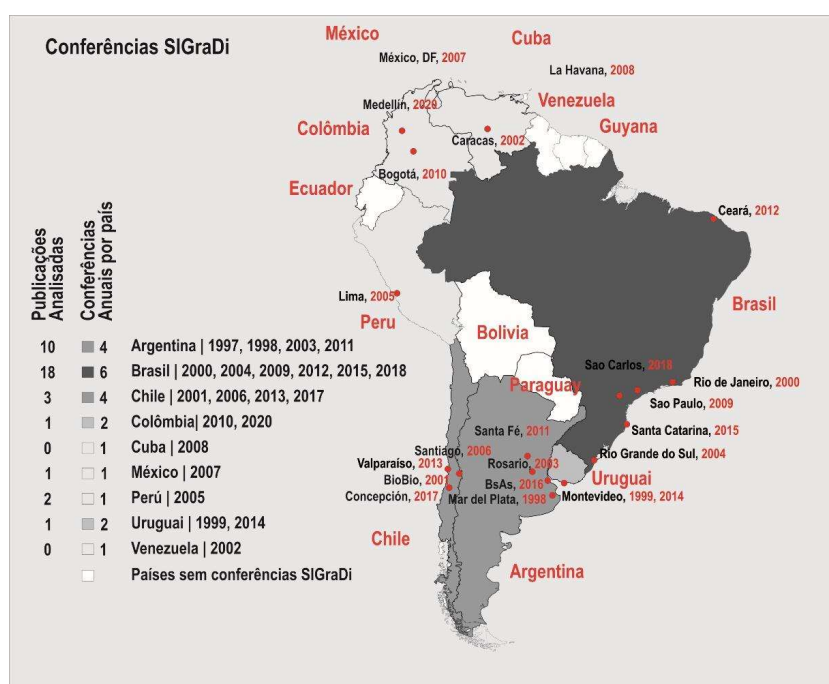 Conferências SIGraDi
México
México, DF, 2007
Cuba
La Havana, 2008
Medellín, 2020
Venezuela
Colômbia
Guyana
Caracas, 2002
Bogotá, 2010
Ecuador
Ceará, 2012
Lima, 2005
Peru
Brasil
Bolivia
Sao Carlos, 2018
Paraguay
Rio de Janeiro, 2000
Sao Paulo, 2009
Santa Fé, 2011
Santa Catarina, 2015
Santiagó, 2006
Rio Grande do Sul, 2004
Valparaíso, 2013
Rosario, 2003
BioBio, 2001
BsAs, 2016
Uruguai
Concepción, 2017
Mar del Plata, 1998
Montevideo, 1999, 2014
Chile
Argentina
Publicações Analisadas
Conferências Anuais por país
10 4 Argentina | 1997, 1998, 2003, 2011
18 6 Brasil | 2000, 2004, 2009, 2012, 2015, 2018
3 4 Chile | 2001, 2006, 2013, 2017
1 2 Colômbia| 2010, 2020
0 1 Cuba | 2008
1 1 México | 2007
2 1 Perú | 2005
1 2 Uruguai | 1999, 2014
0 1 Venezuela | 2002
Países sem conferências SIGraDi